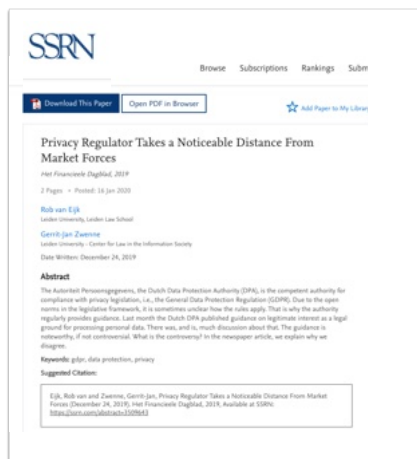 SSRN
Browse Subscriptions Rankings Subm
Download This Paper
Open PDF in Browser
Add Paper to My Library
Privacy Regulator Takes a Noticeable Distance From
Market Forces
Het Financieele Dagblad, 2019
2 Pages • Posted: 16 Jan 2020
Rob van Eijk
Leiden University, Leiden Law School
Gerrit-Jan Zwenne
Leiden University - Center for Law in the Information Society
Date Written: December 24, 2019
Abstract
The Autoriteit Persoonsgegevens, the Dutch Data Protection Authority (DPA), is the competent authority for
compliance with privacy legislation, i.e., the General Data Protection Regulation (GDPR). Due to the open
norms in the legislative framework, it is sometimes unclear how the rules apply. That is why the authority
regularly provides guidance. Last month the Dutch DPA published guidance on legitimate interest as a legal
ground for processing personal data. There was, and is, much discussion about that. The guidance is
noteworthy, if not controversial. What is the controversy? In the newspaper article, we explain why we
disagree.
Keywords: gdpr, data protection, privacy
Suggested Citation:
Eijk, Rob van and Zwenne, Gerrit-Jan, Privacy Regulator Takes a Noticeable Distance From Market
Forces (December 24, 2019). Het Financieele Dagblad, 2019, Available at SSRN:
https://ssrn.com/abstract=3509643